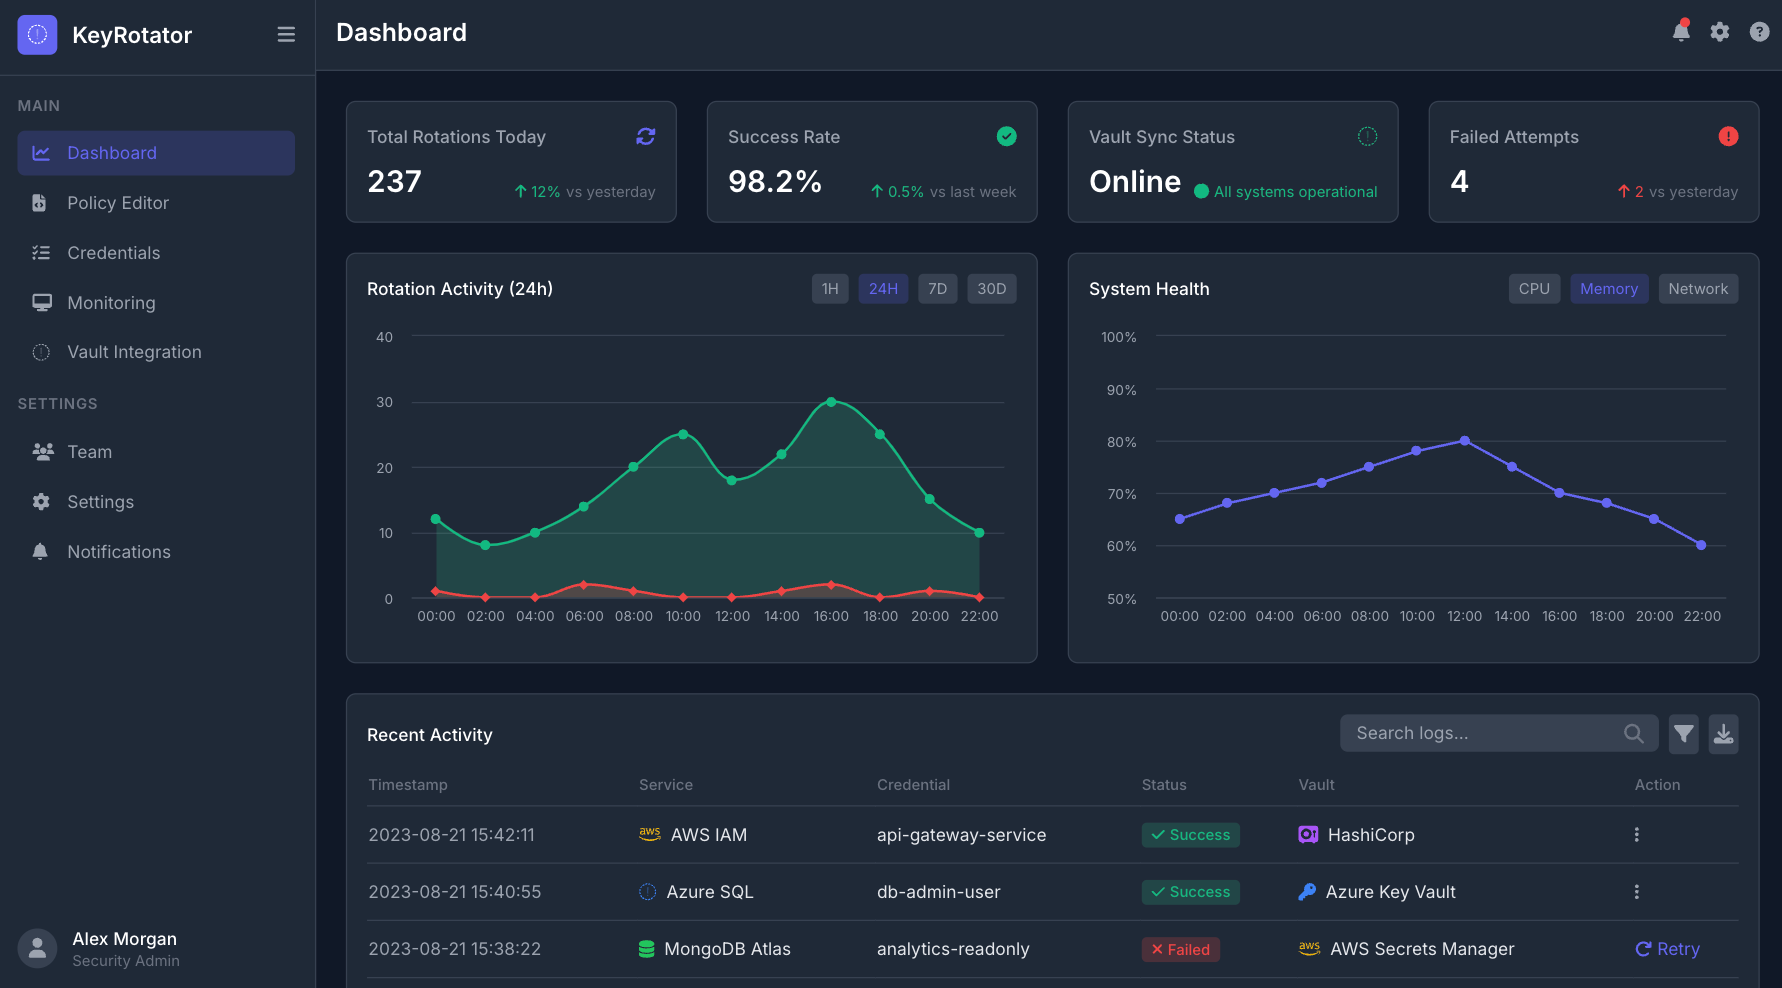 KeyRotator
MAIN
Dashboard
Policy Editor
Credentials
Monitoring
Vault Integration
SETTINGS
Team
Settings
Notifications
Alex Morgan
Security Admin
Dashboard
Total Rotations Today
237
12% vs yesterday
Success Rate
98.2%
0.5% vs last week
Vault Sync Status
Online
All systems operational
Failed Attempts
4
2 vs yesterday
Rotation Activity (24h)
1H 24H 7D 30D
40
30
20
10
0
00:00 02:00 04:00 06:00 08:00 10:00 12:00 14:00 16:00 18:00 20:00 22:00
System Health
CPU Memory Network
100%
90%
80%
70%
60%
50%
00:00 02:00 04:00 06:00 08:00 10:00 12:00 14:00 16:00 18:00 20:00 22:00
Recent Activity
Search logs...
Timestamp Service Credential Status Vault Action
2023-08-21 15:42:11 aws AWS IAM api-gateway-service Success HashiCorp
2023-08-21 15:40:55 Azure SQL db-admin-user Success Azure Key Vault
2023-08-21 15:38:22 MongoDB Atlas analytics-readonly Failed aws AWS Secrets Manager Retry